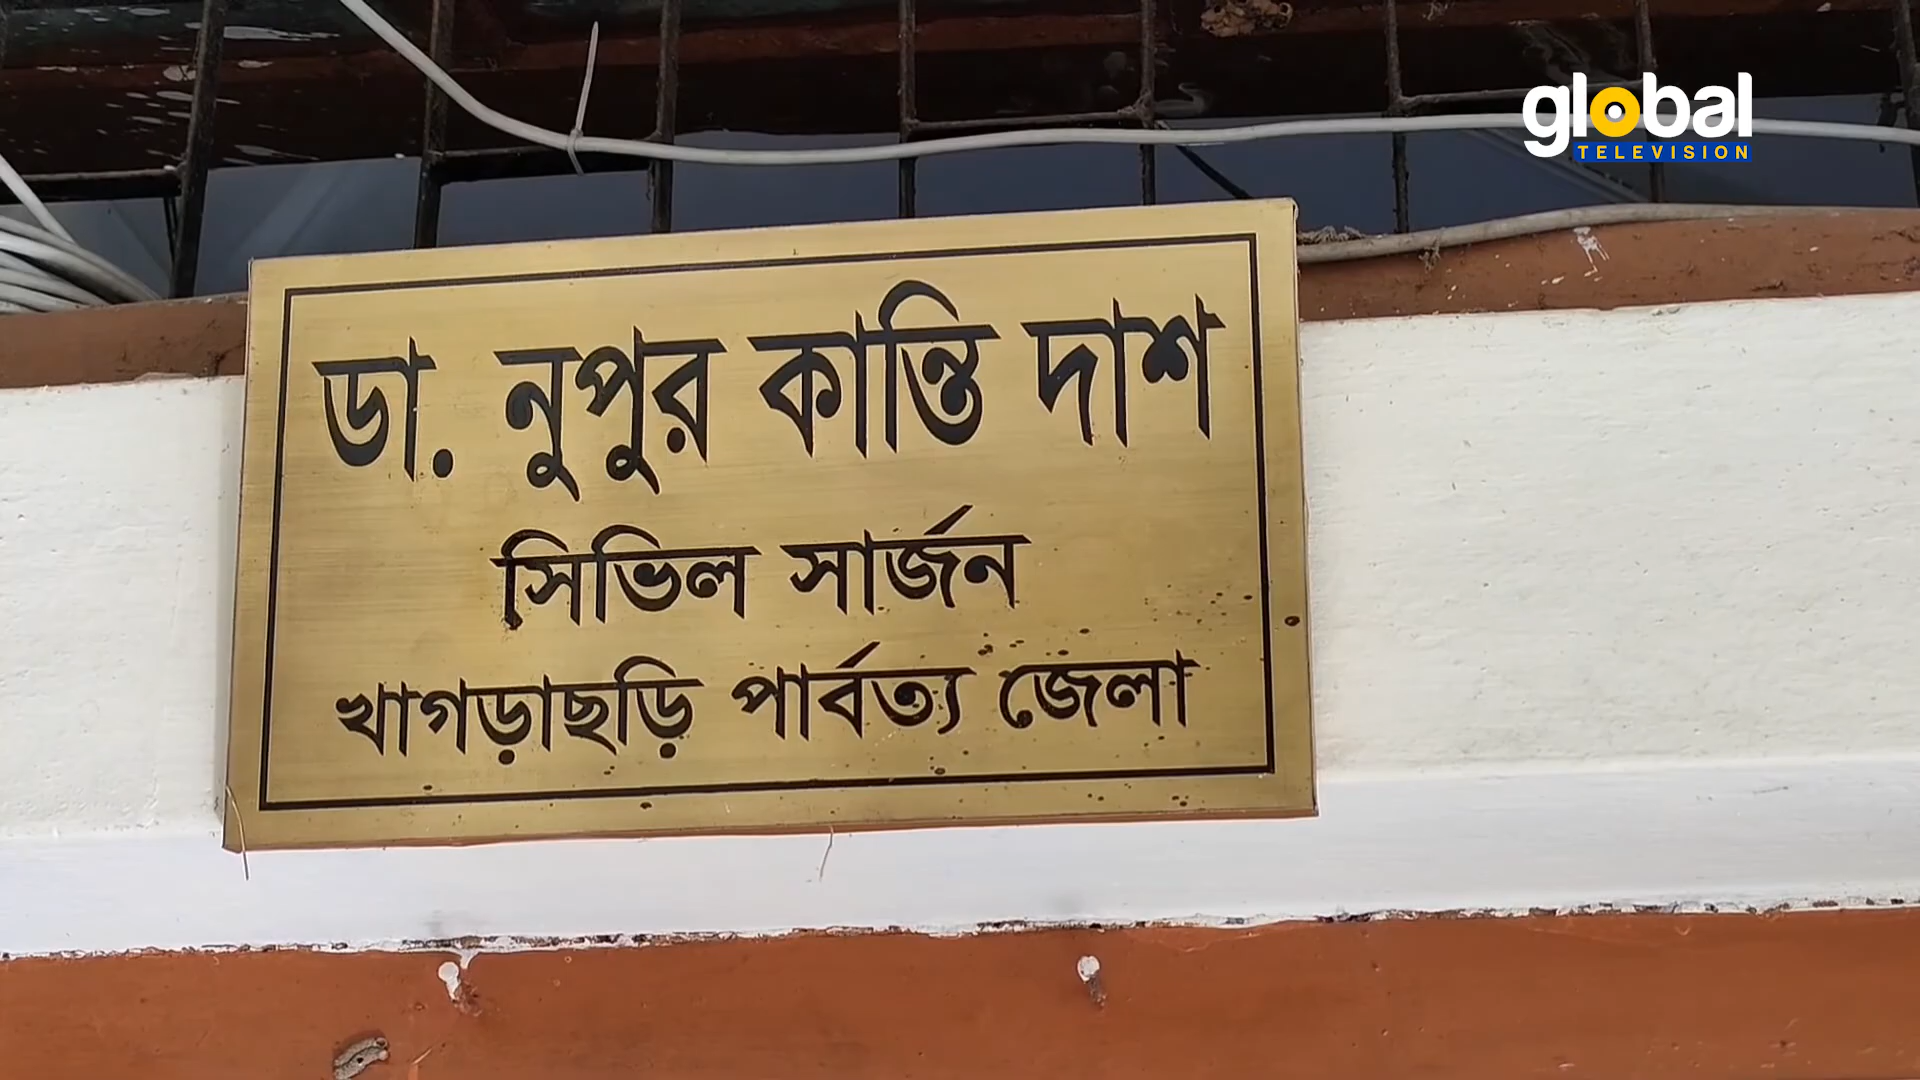 global
TELEVISION
ডা. নুপুর কান্তি দাশ
সিভিল সার্জন
খাগড়াছড়ি পার্বত্য জেলা